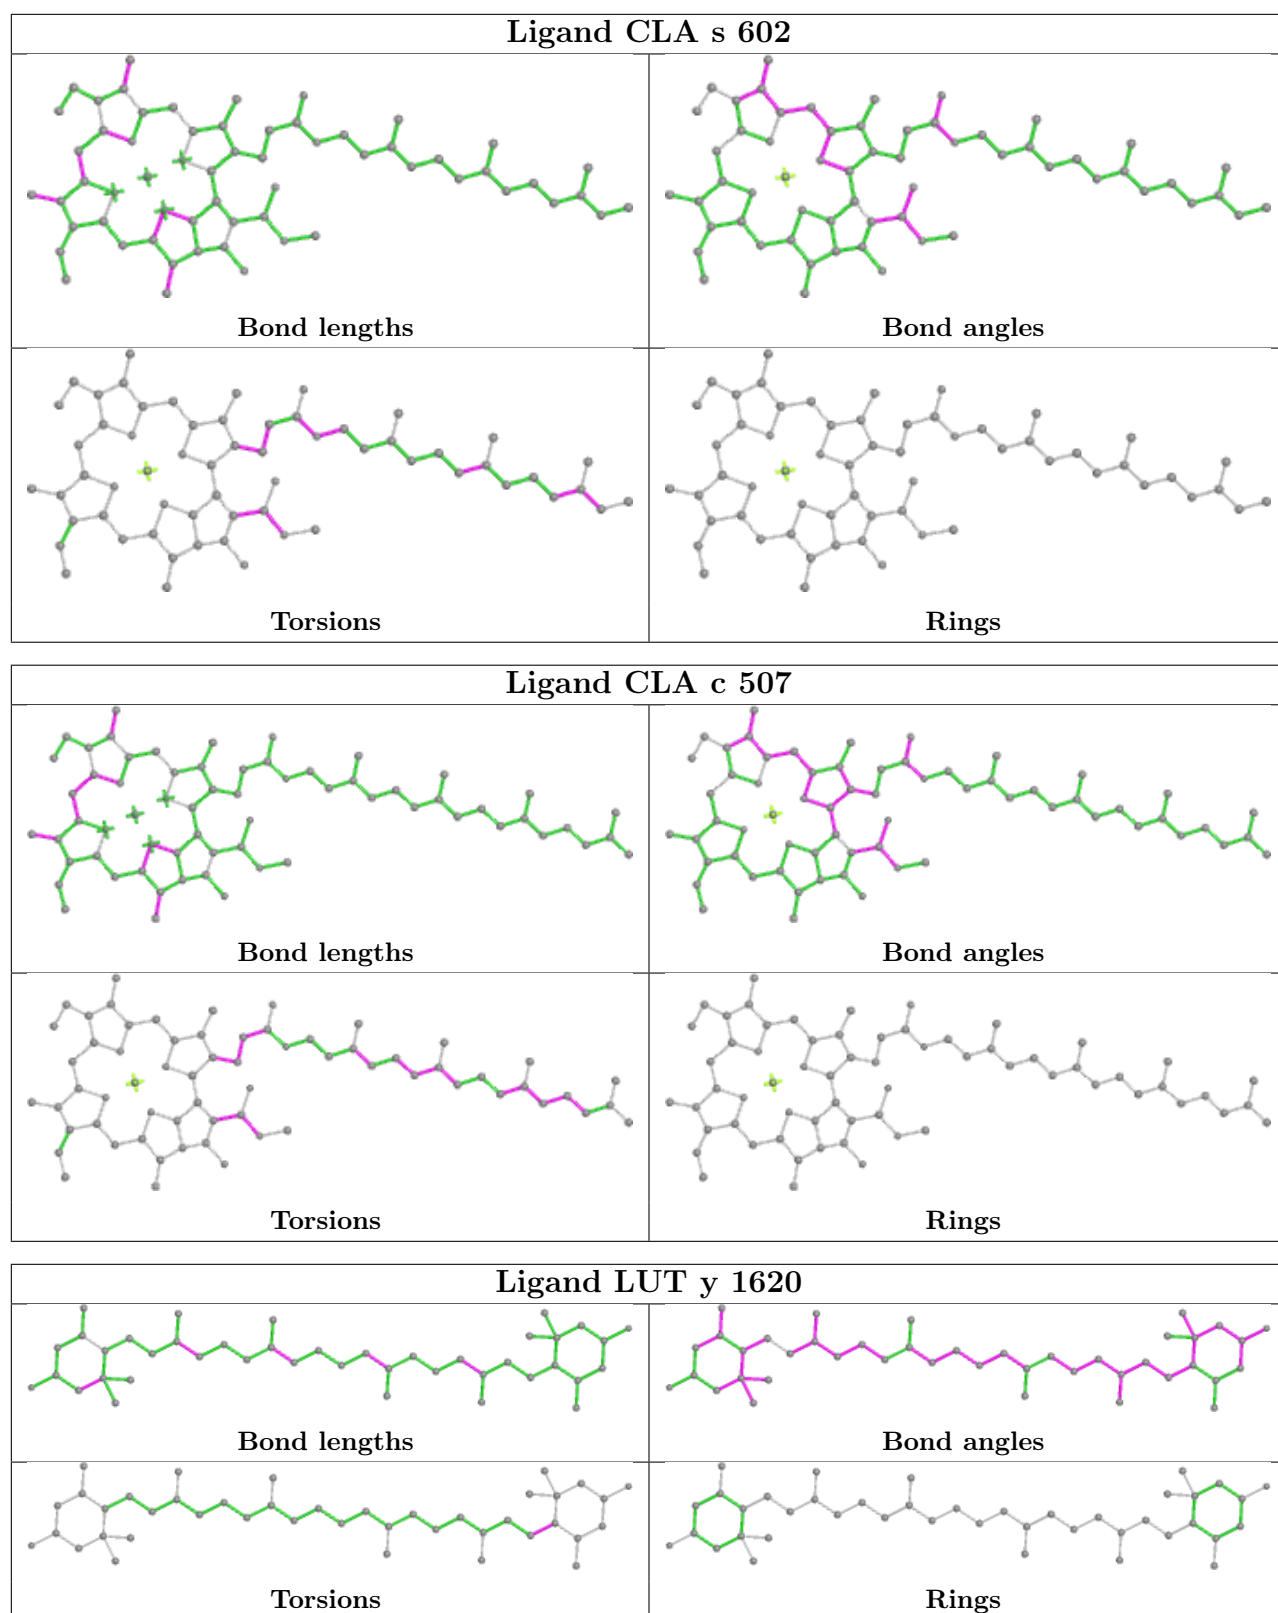 Ligand CLA s 602
Bond lengths
Bond angles
Torsions
Rings
Ligand CLA c 507
Bond lengths
Bond angles
Torsions
Rings
Ligand LUT y 1620
Bond lengths
Bond angles
Torsions
Rings